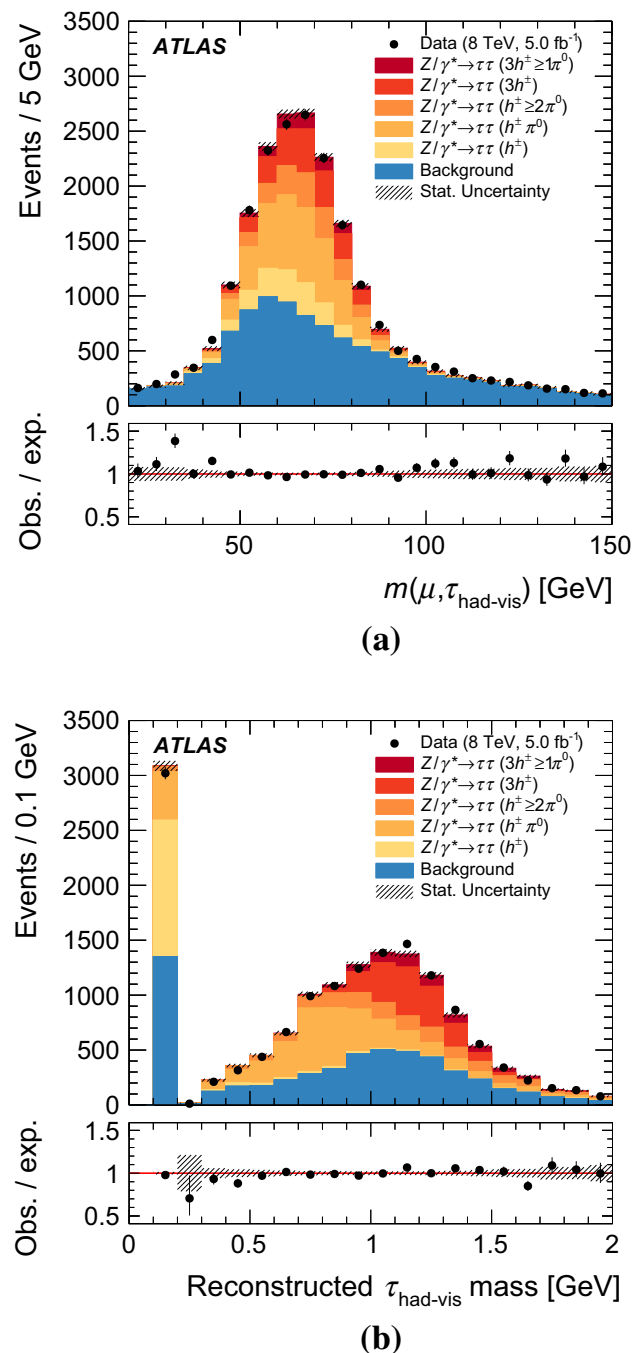 3500
3000
2500
2000
1500
1000
500
0
Events / 5 GeV
ATLAS
Data (8 TeV, 5.0 fb⁻¹)
Z/γ*→ττ (3h±≥1π⁰)
Z/γ*→ττ (3h±)
Z/γ*→ττ (h±≥2π⁰)
Z/γ*→ττ (h± π⁰)
Z/γ*→ττ (h±)
Background
Stat. Uncertainty
1.5
1
0.5
Obs. / exp.
50 100 150
m(μ,τhad-vis) [GeV]
(a)
3500
3000
2500
2000
1500
1000
500
0
Events / 0.1 GeV
ATLAS
Data (8 TeV, 5.0 fb⁻¹)
Z/γ*→ττ (3h±≥1π⁰)
Z/γ*→ττ (3h±)
Z/γ*→ττ (h±≥2π⁰)
Z/γ*→ττ (h± π⁰)
Z/γ*→ττ (h±)
Background
Stat. Uncertainty
1.5
1
0.5
Obs. / exp.
0 0.5 1 1.5 2
Reconstructed τhad-vis mass [GeV]
(b)